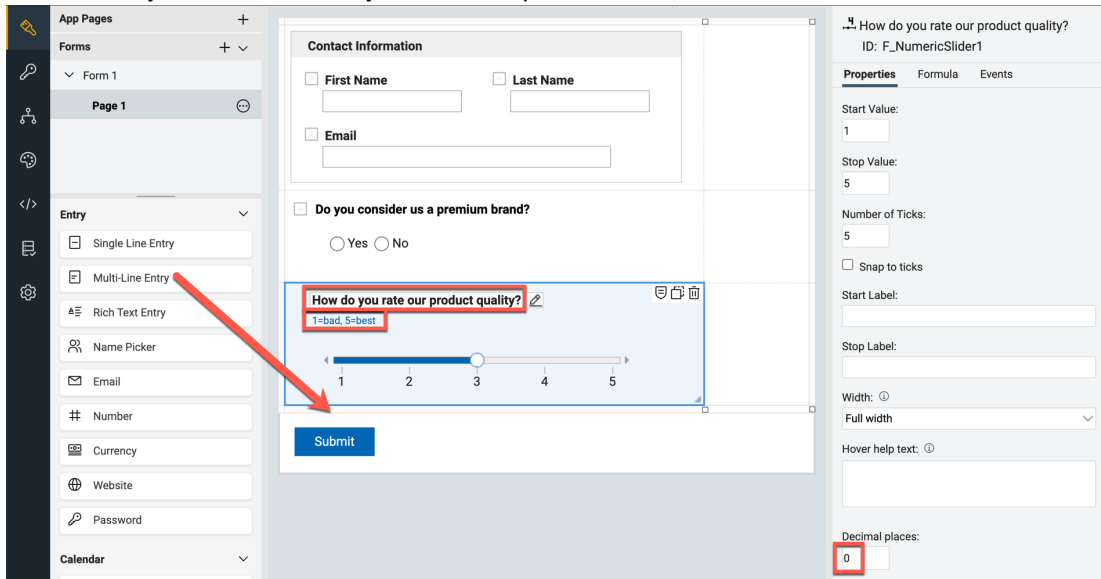 App Pages
Forms
Form 1
Page 1
Entry
Single Line Entry
Multi-Line Entry
Rich Text Entry
Name Picker
Email
Number
Currency
Website
Password
Calendar
Contact Information
First Name Last Name
Email
Do you consider us a premium brand?
Yes No
How do you rate our product quality?
1=bad, 5=best
1 2 3 4 5
Submit
How do you rate our product quality?
ID: F_NumericSlider1
Properties Formula Events
Start Value:
1
Stop Value:
5
Number of Ticks:
5
Snap to ticks
Start Label:
Stop Label:
Width:
Full width
Hover help text:
Decimal places:
0